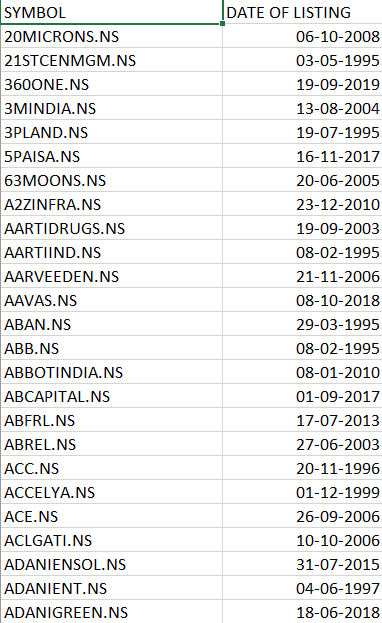 SYMBOL DATE OF LISTING
20MICRONS.NS 06-10-2008
21STCENMGM.NS 03-05-1995
360ONE.NS 19-09-2019
3MINDIA.NS 13-08-2004
3PLAND.NS 19-07-1995
5PAISA.NS 16-11-2017
63MOONS.NS 20-06-2005
A2ZINFRA.NS 23-12-2010
AARTIDRUGS.NS 19-09-2003
AARTIIND.NS 08-02-1995
AARVEEDEN.NS 21-11-2006
AAVAS.NS 08-10-2018
ABAN.NS 29-03-1995
ABB.NS 08-02-1995
ABBOTINDIA.NS 08-01-2010
ABCAPITAL.NS 01-09-2017
ABFRL.NS 17-07-2013
ABREL.NS 27-06-2003
ACC.NS 20-11-1996
ACCELYA.NS 01-12-1999
ACE.NS 26-09-2006
ACLGATI.NS 10-10-2006
ADANIENSOL.NS 31-07-2015
ADANIENT.NS 04-06-1997
ADANIGREEN.NS 18-06-2018